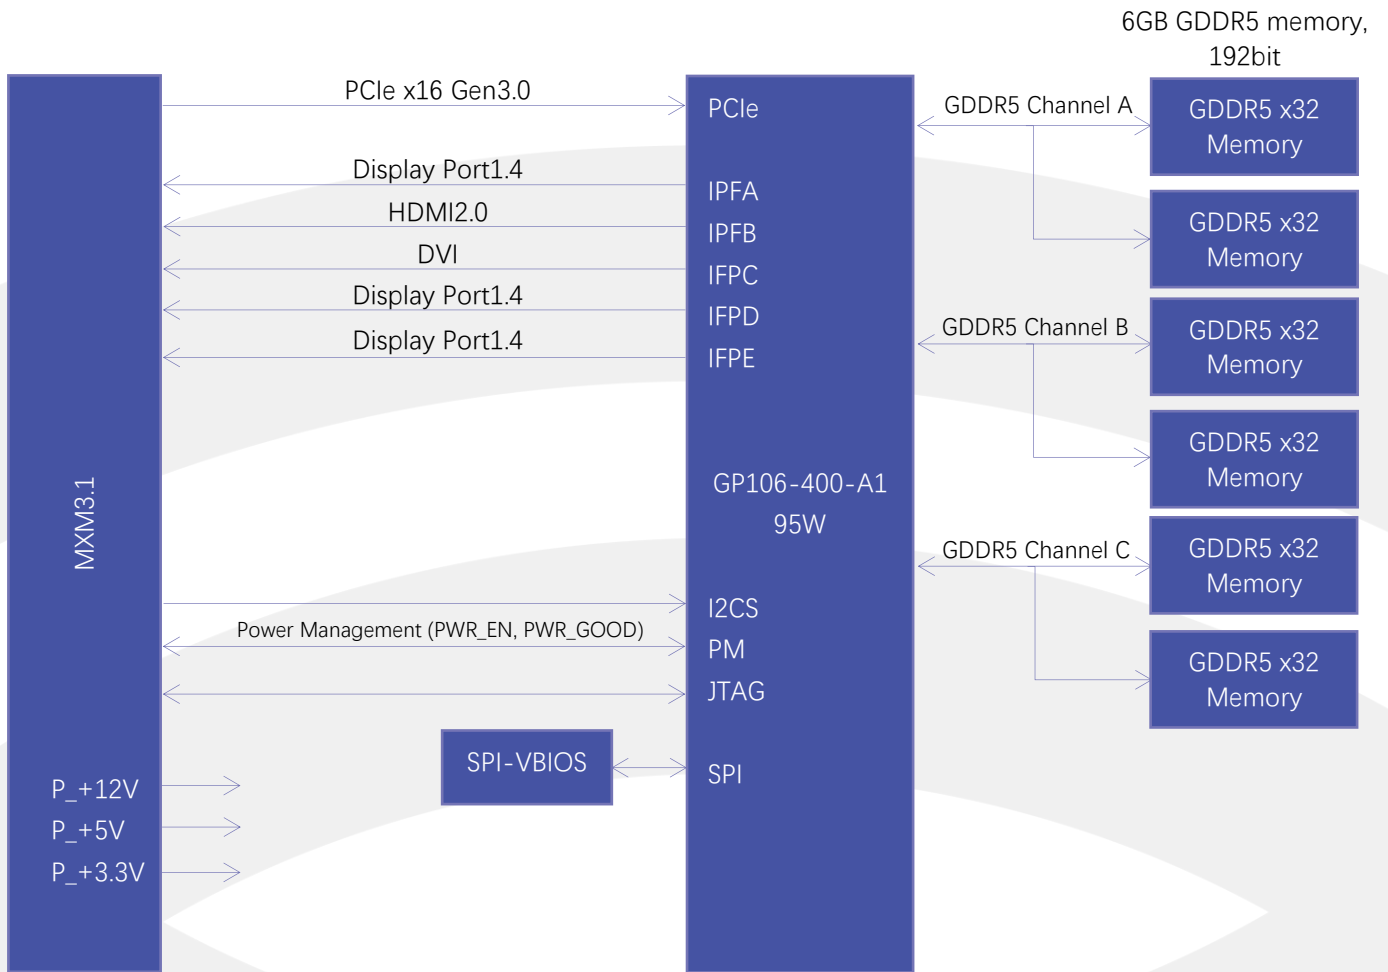 6GB GDDR5 memory,
192bit
MXM3.1
P_+12V
P_+5V
P_+3.3V
PCIe x16 Gen3.0
Display Port1.4
HDMI2.0
DVI
Display Port1.4
Display Port1.4
Power Management (PWR_EN, PWR_GOOD)
SPI-VBIOS
PCIe
IPFA
IPFB
IFPC
IFPD
IFPE
GP106-400-A1
95W
I2CS
PM
JTAG
SPI
GDDR5 Channel A
GDDR5 Channel B
GDDR5 Channel C
GDDR5 x32
Memory
GDDR5 x32
Memory
GDDR5 x32
Memory
GDDR5 x32
Memory
GDDR5 x32
Memory
GDDR5 x32
Memory